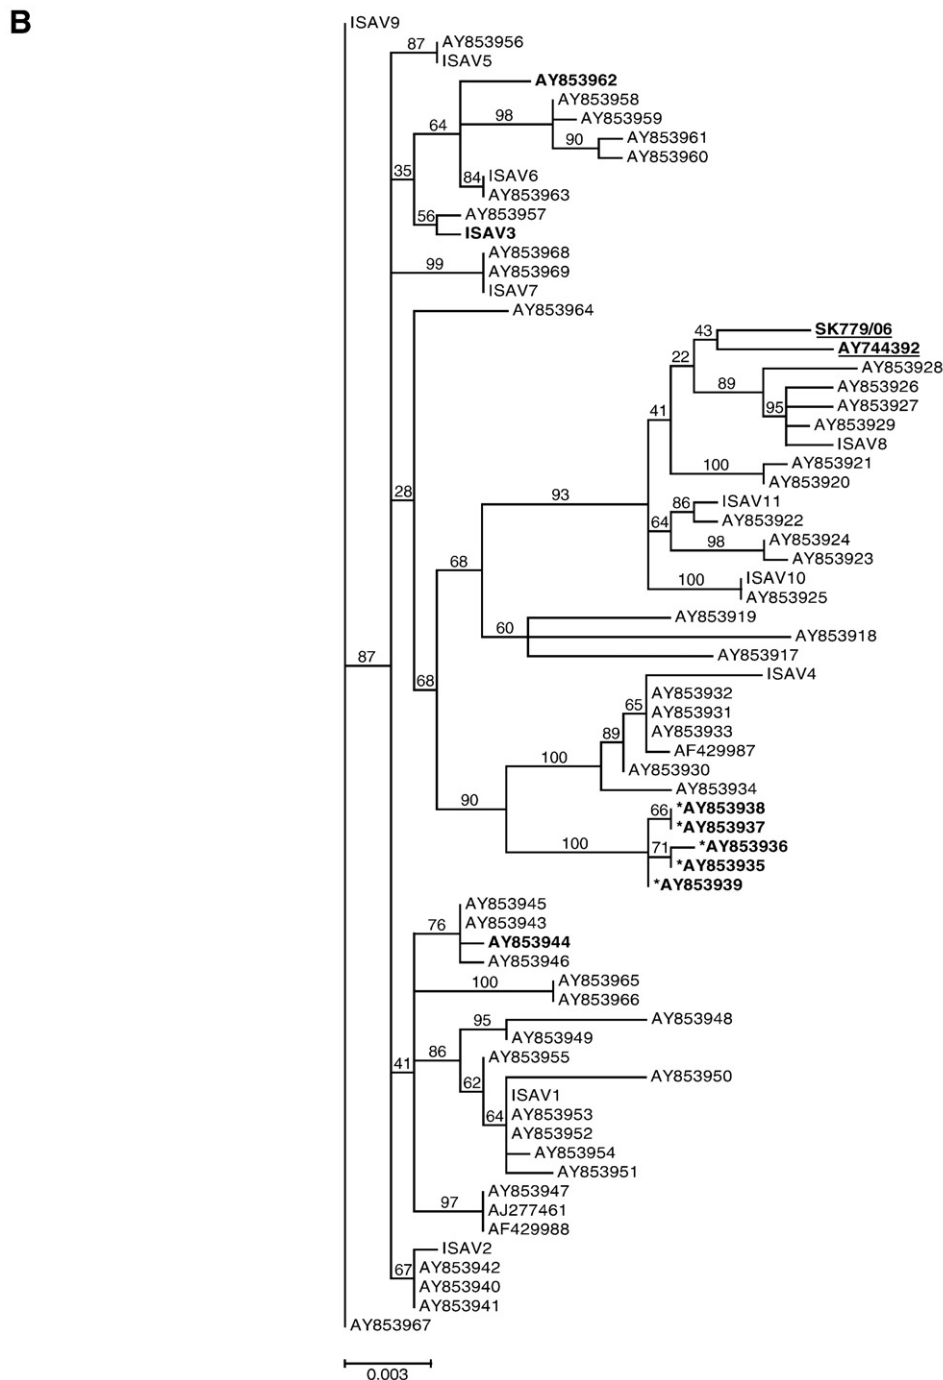 B
ISAV9
87
AY853956
ISAV5
AY853962
AY853958
98
AY853959
64
90
AY853961
AY853960
35
84
ISAV6
AY853963
56
AY853957
ISAV3
AY853968
99
AY853969
ISAV7
AY853964
43
SK779/06
AY744392
22
AY853928
89
AY853926
95
AY853927
41
AY853929
ISAV8
100
AY853921
AY853920
28
93
86
ISAV11
64
AY853922
98
AY853924
AY853923
68
100
ISAV10
AY853925
AY853919
60
AY853918
87
AY853917
68
ISAV4
AY853932
65
AY853931
89
AY853933
AF429987
100
AY853930
AY853934
90
66
*AY853938
*AY853937
100
71
*AY853936
*AY853935
*AY853939
AY853945
76
AY853943
AY853944
AY853946
100
AY853965
AY853966
95
AY853948
AY853949
41
86
AY853955
62
AY853950
ISAV1
64
AY853953
AY853952
AY853954
AY853951
97
AY853947
AJ277461
AF429988
ISAV2
67
AY853942
AY853940
AY853941
AY853967
0.003